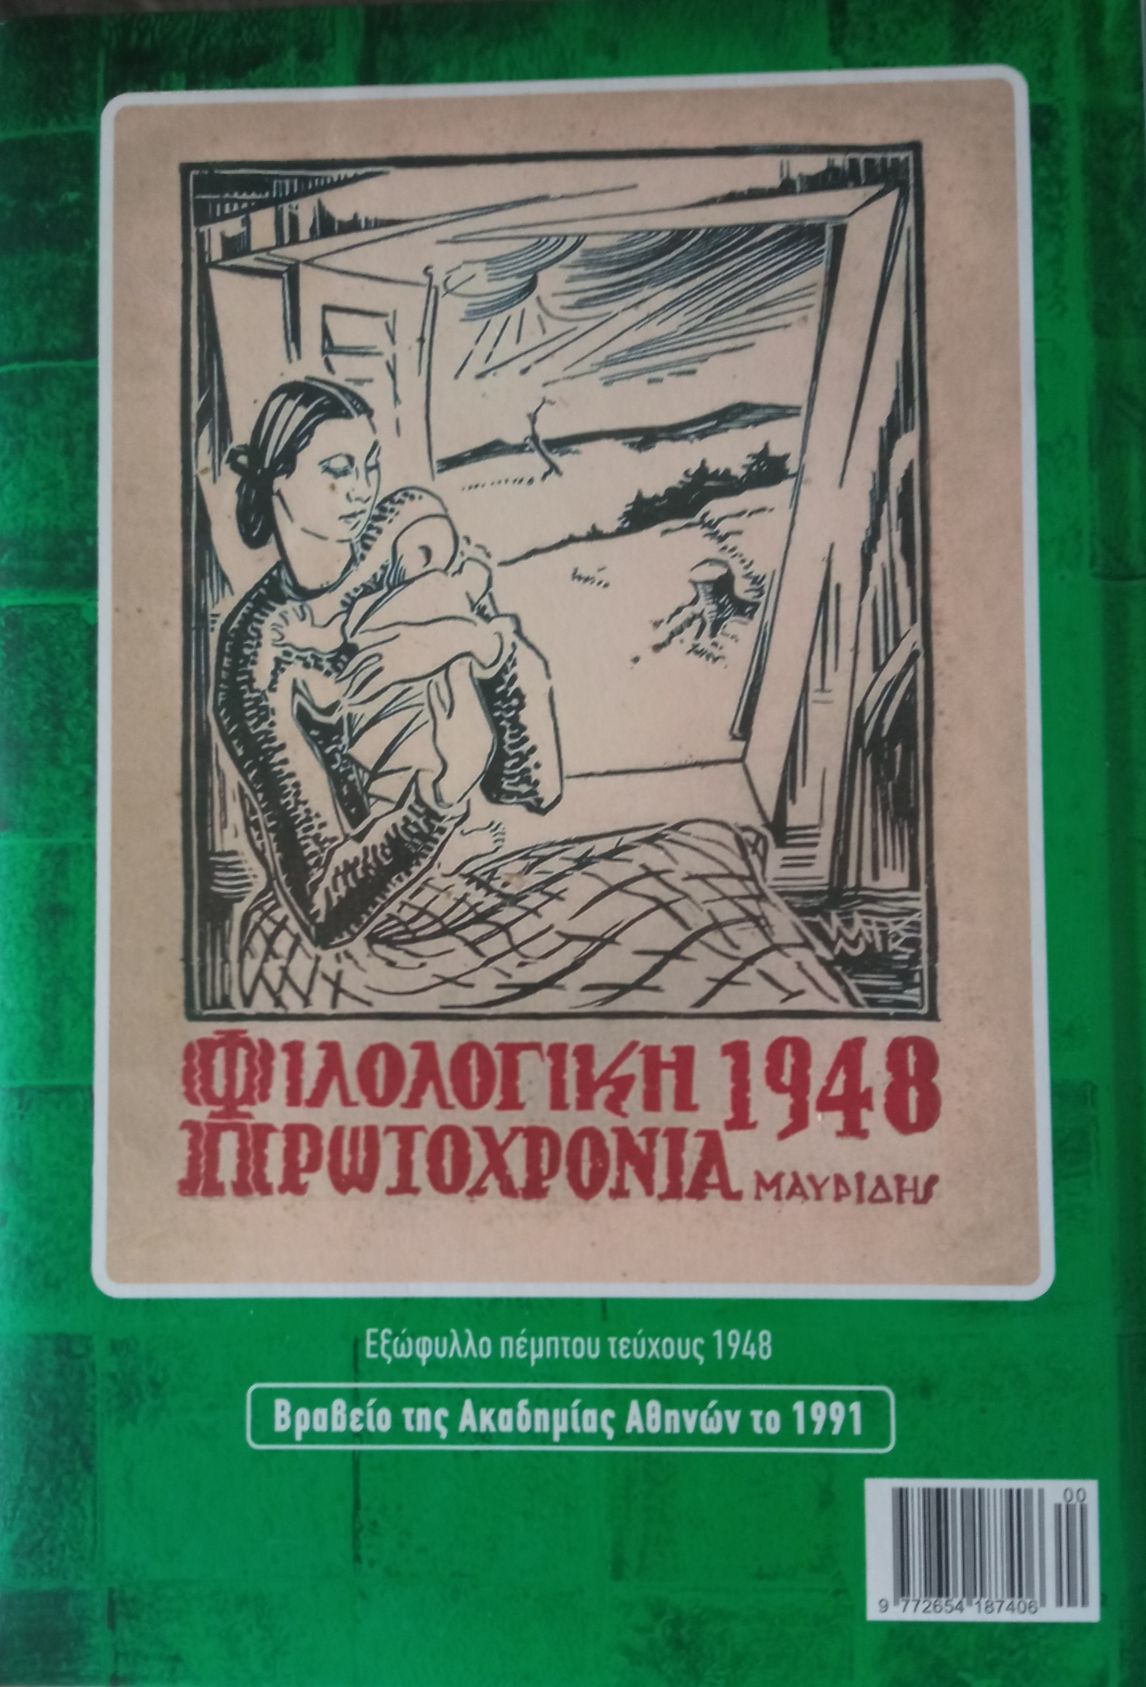 ΦΙΛΟΛΟΓΙΚΗ 1948
ΠΡΩΤΟΧΡΟΝΙΑ ΜΑΥΡΙΔΗΣ
Εξώφυλλο πέμπτου τεύχους 1948
Βραβείο της Ακαδημίας Αθηνών το 1991
00
9 772654 187406